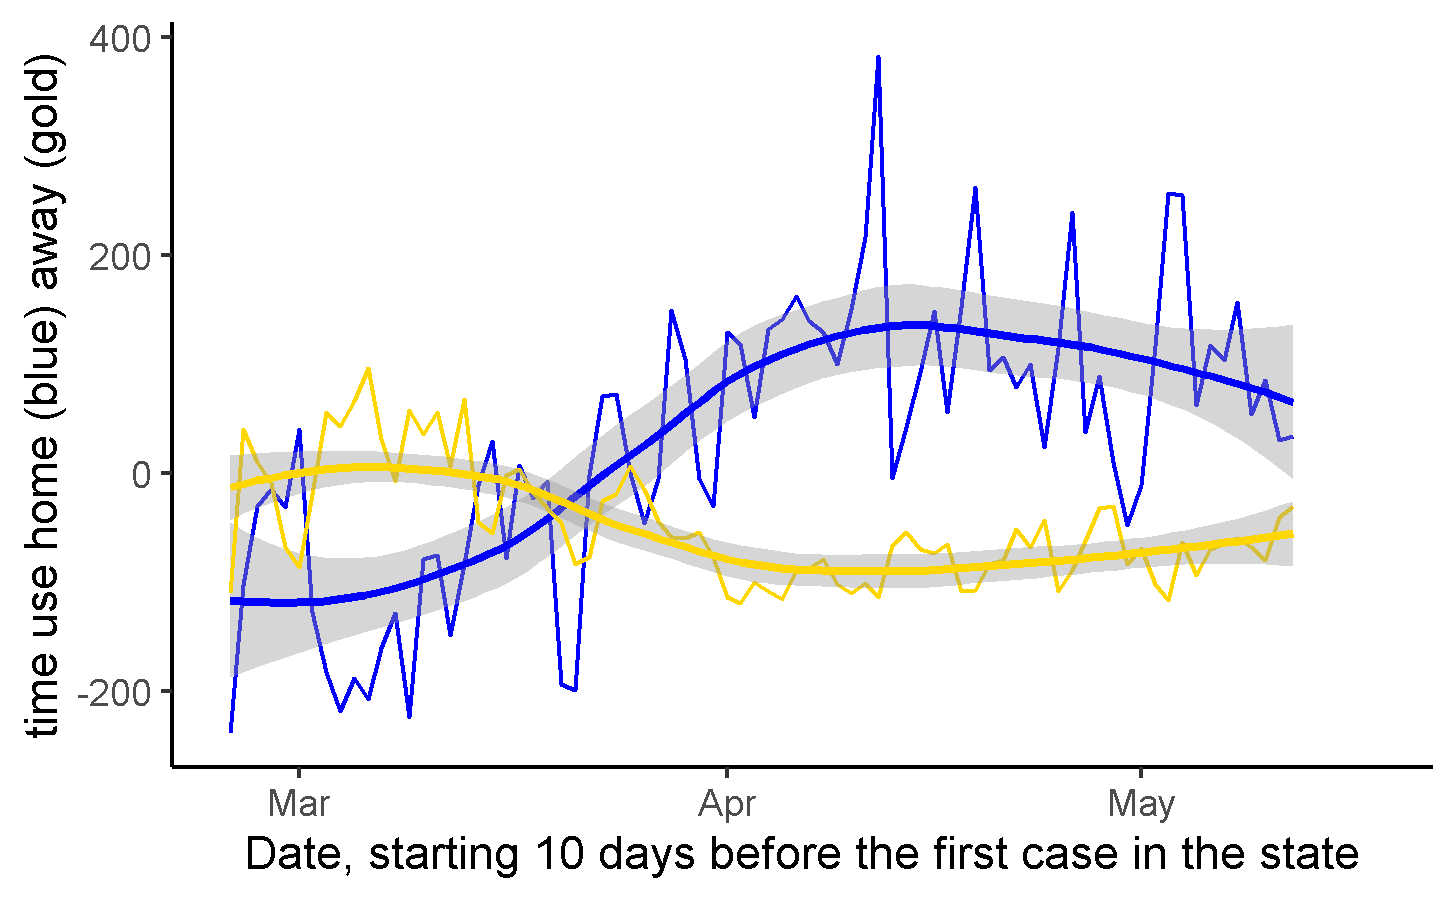 time use home (blue) away (gold)
400
200
0
-200
Mar
Apr
May
Date, starting 10 days before the first case in the state